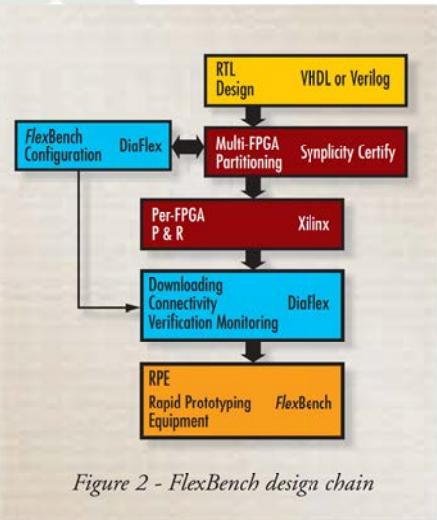 RTL
Design
VHDL or Verilog
FlexBench
Configuration
DiaFlex
Multi-FPGA
Partitioning
Synplicity Certify
Per-FPGA
P & R
Xilinx
Downloading
Connectivity
Verification Monitoring
DiaFlex
RPE
Rapid Prototyping
Equipment
FlexBench
Figure 2 - FlexBench design chain